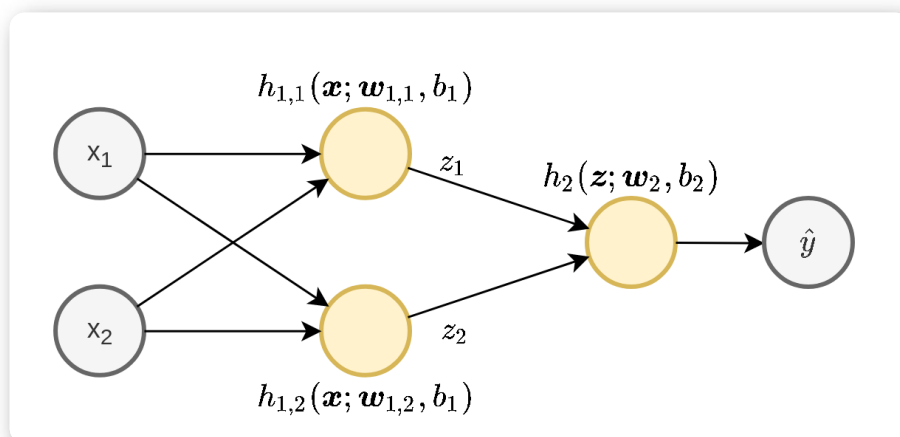 h₁,₁(x; w₁,₁, b₁)
x₁
z₁
h₂(z; w₂, b₂)
ŷ
x₂
z₂
h₁,₂(x; w₁,₂, b₁)